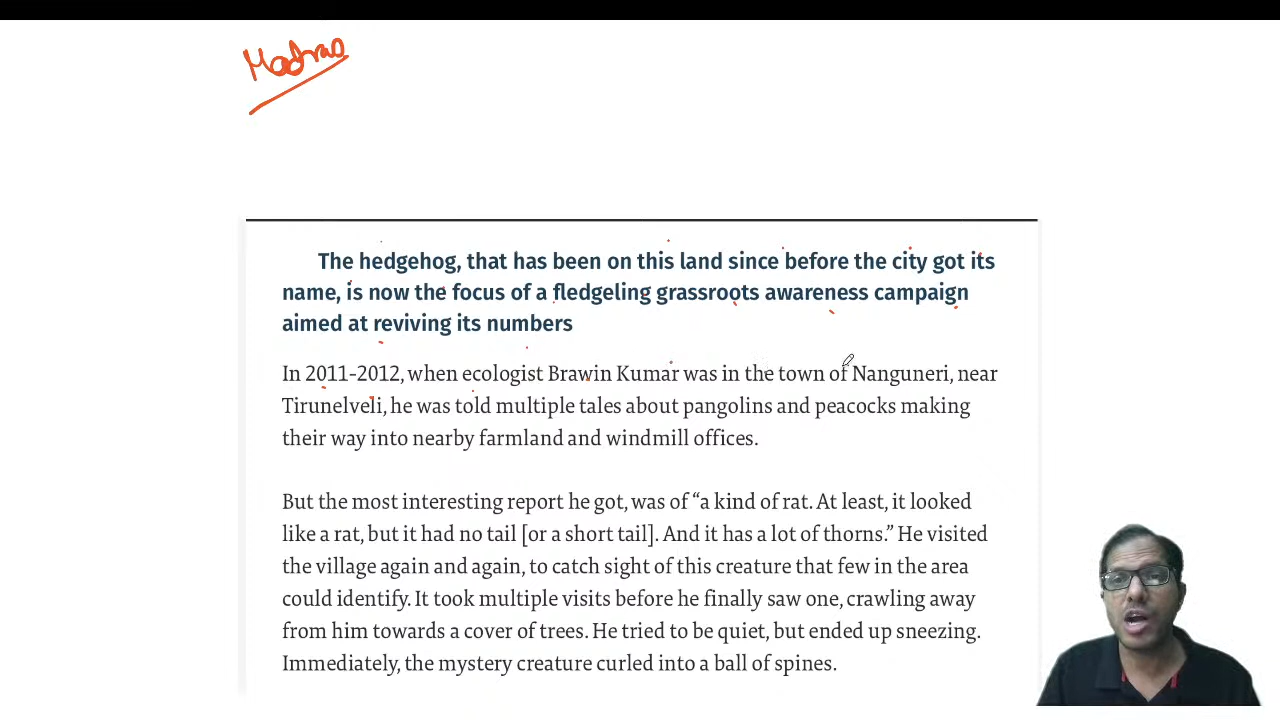 Madras
The hedgehog, that has been on this land since before the city got its
name, is now the focus of a fledgeling grassroots awareness campaign
aimed at reviving its numbers
In 2011-2012, when ecologist Brawin Kumar was in the town of Nanguneri, near
Tirunelveli, he was told multiple tales about pangolins and peacocks making
their way into nearby farmland and windmill offices.
But the most interesting report he got, was of “a kind of rat. At least, it looked
like a rat, but it had no tail [or a short tail]. And it has a lot of thorns.” He visited
the village again and again, to catch sight of this creature that few in the area
could identify. It took multiple visits before he finally saw one, crawling away
from him towards a cover of trees. He tried to be quiet, but ended up sneezing.
Immediately, the mystery creature curled into a ball of spines.